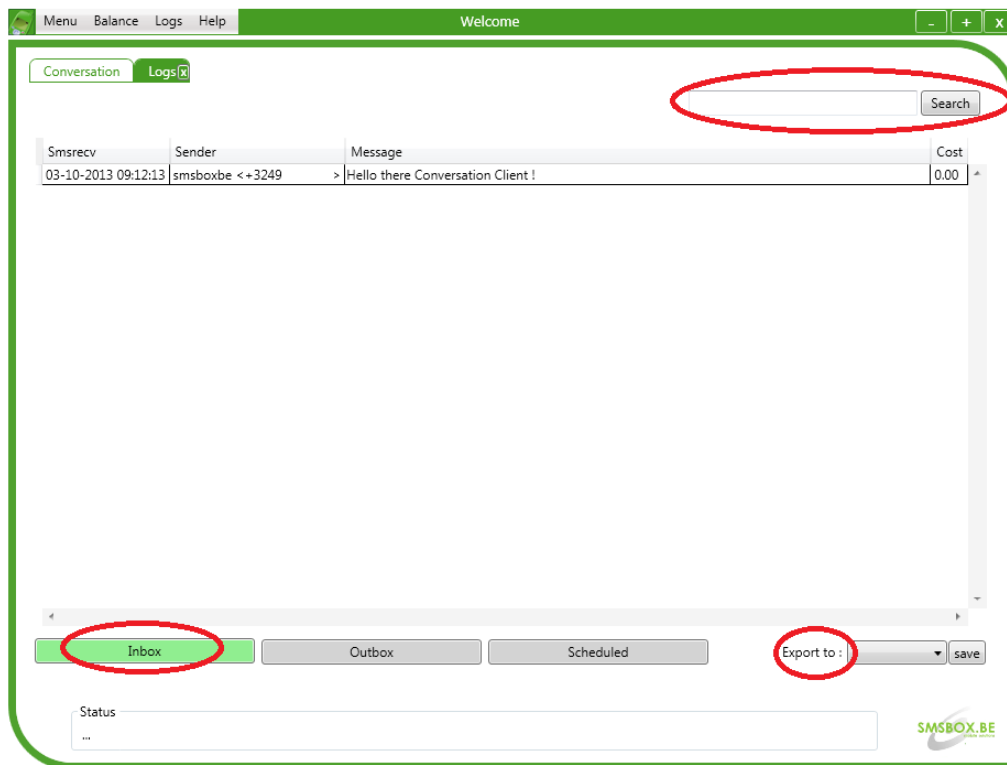 Menu Balance Logs Help Welcome - + x
Conversation Logs x
Search
Smsrecv Sender Message Cost
03-10-2013 09:12:13 smsboxbe <+3249 > Hello there Conversation Client ! 0.00
Inbox Outbox Scheduled Export to : save
Status
...
SMSBOX.BE